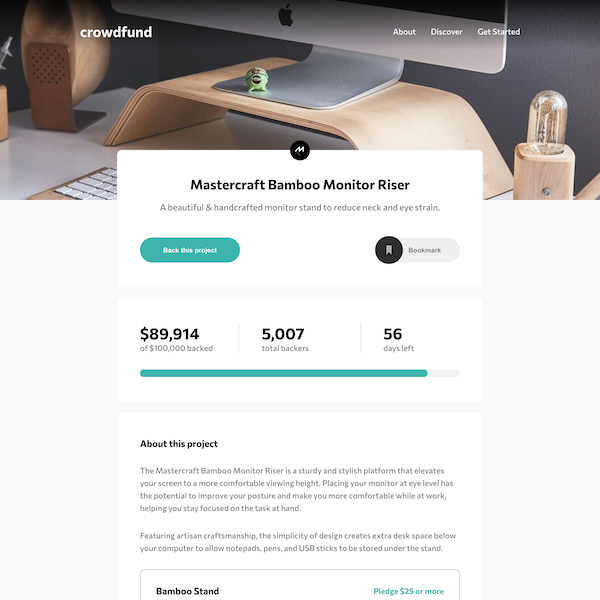 crowdfund
About Discover Get Started
Mastercraft Bamboo Monitor Riser
A beautiful & handcrafted monitor stand to reduce neck and eye strain.
Back this project
Bookmark
$89,914
of $100,000 backed
5,007
total backers
56
days left
About this project
The Mastercraft Bamboo Monitor Riser is a sturdy and stylish platform that elevates
your screen to a more comfortable viewing height. Placing your monitor at eye level has
the potential to improve your posture and make you more comfortable while at work,
helping you stay focused on the task at hand.
Featuring artisan craftsmanship, the simplicity of design creates extra desk space below
your computer to allow notepads, pens, and USB sticks to be stored under the stand.
Bamboo Stand
Pledge $25 or more